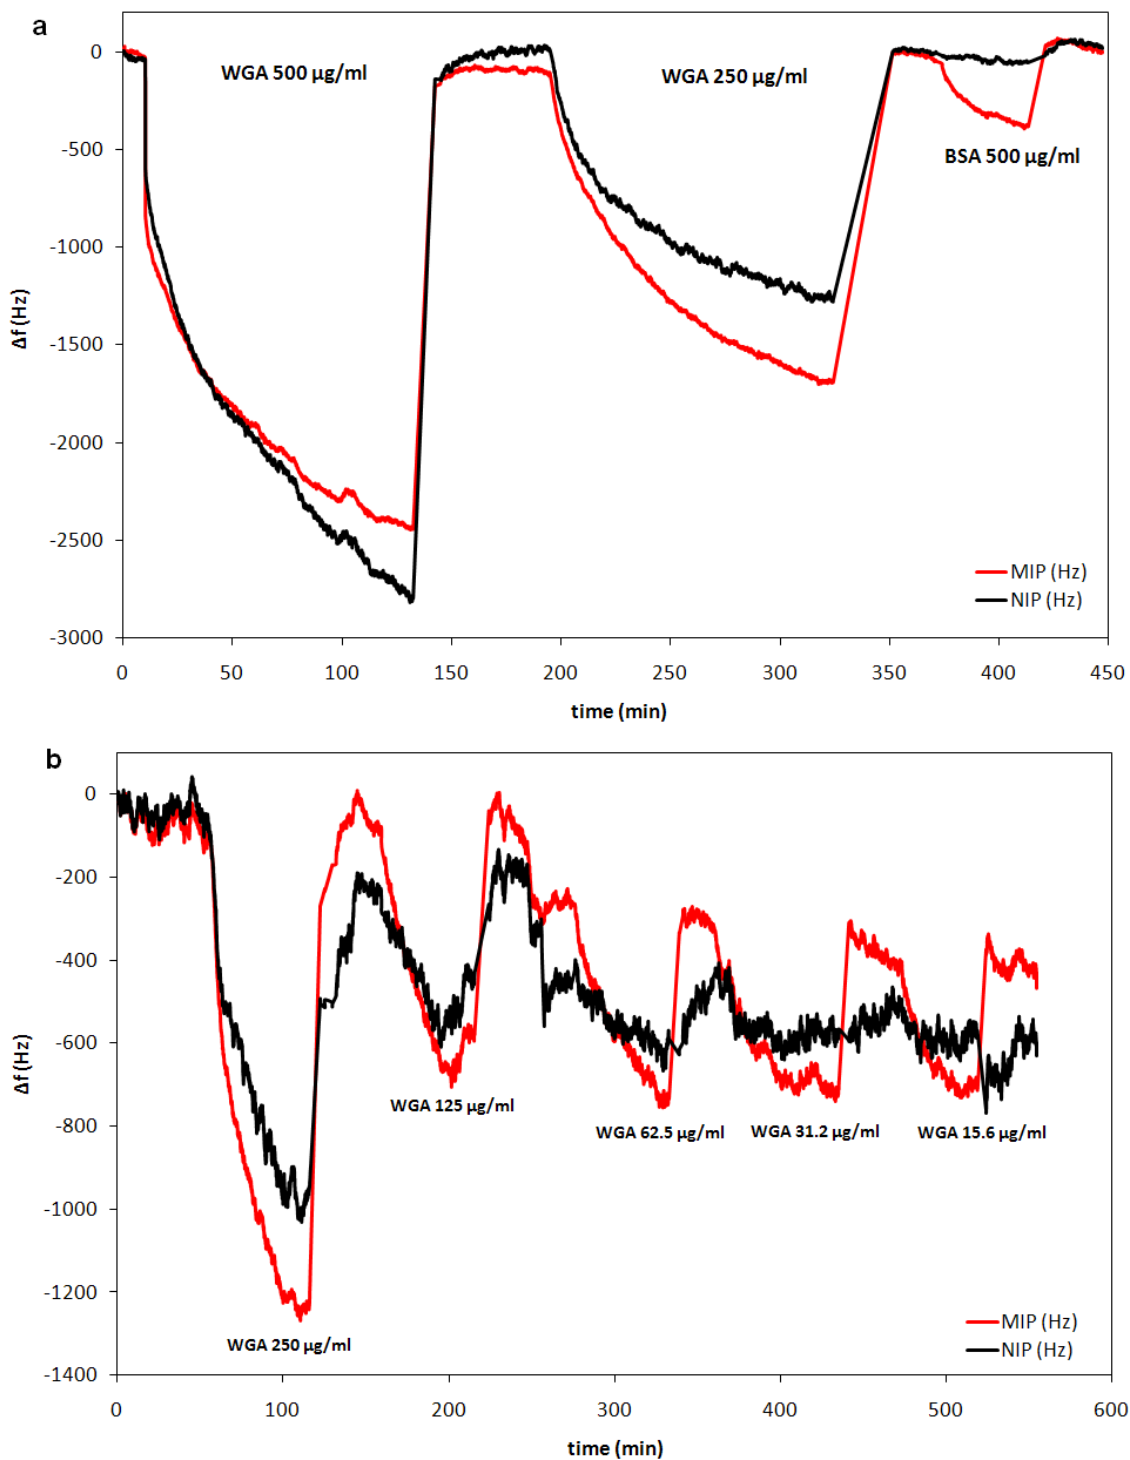 a
0
-500
-1000
-1500
-2000
-2500
-3000
Δf (Hz)
WGA 500 µg/ml
WGA 250 µg/ml
BSA 500 µg/ml
MIP (Hz)
NIP (Hz)
0 50 100 150 200 250 300 350 400 450
time (min)
b
0
-200
-400
-600
-800
-1000
-1200
-1400
Δf (Hz)
WGA 125 µg/ml
WGA 62.5 µg/ml
WGA 31.2 µg/ml
WGA 15.6 µg/ml
WGA 250 µg/ml
MIP (Hz)
NIP (Hz)
0 100 200 300 400 500 600
time (min)